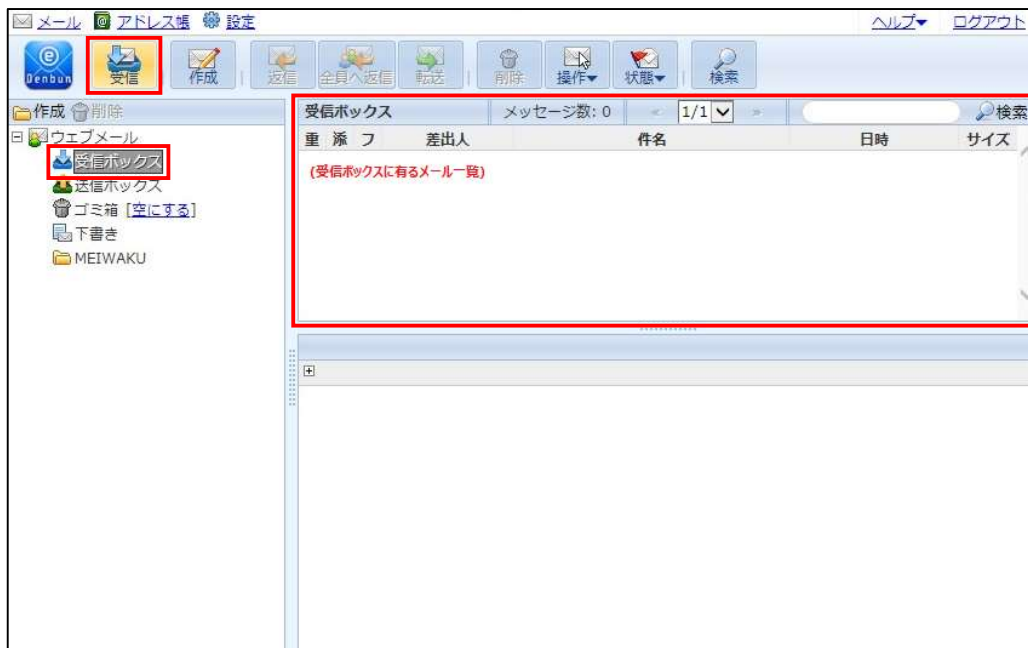 メール アドレス帳 設定 ヘルプ▼ ログアウト
e Denbun 受信 作成 返信 全員へ返信 転送 削除 操作▼ 状態▼ 検索
作成 削除
受信ボックス メッセージ数: 0 « 1/1 » 検索
重 添 フ 差出人 件名 日時 サイズ
(受信ボックスに有るメール一覧)
ウェブメール
受信ボックス
送信ボックス
ゴミ箱 [空にする]
下書き
MEIWAKU